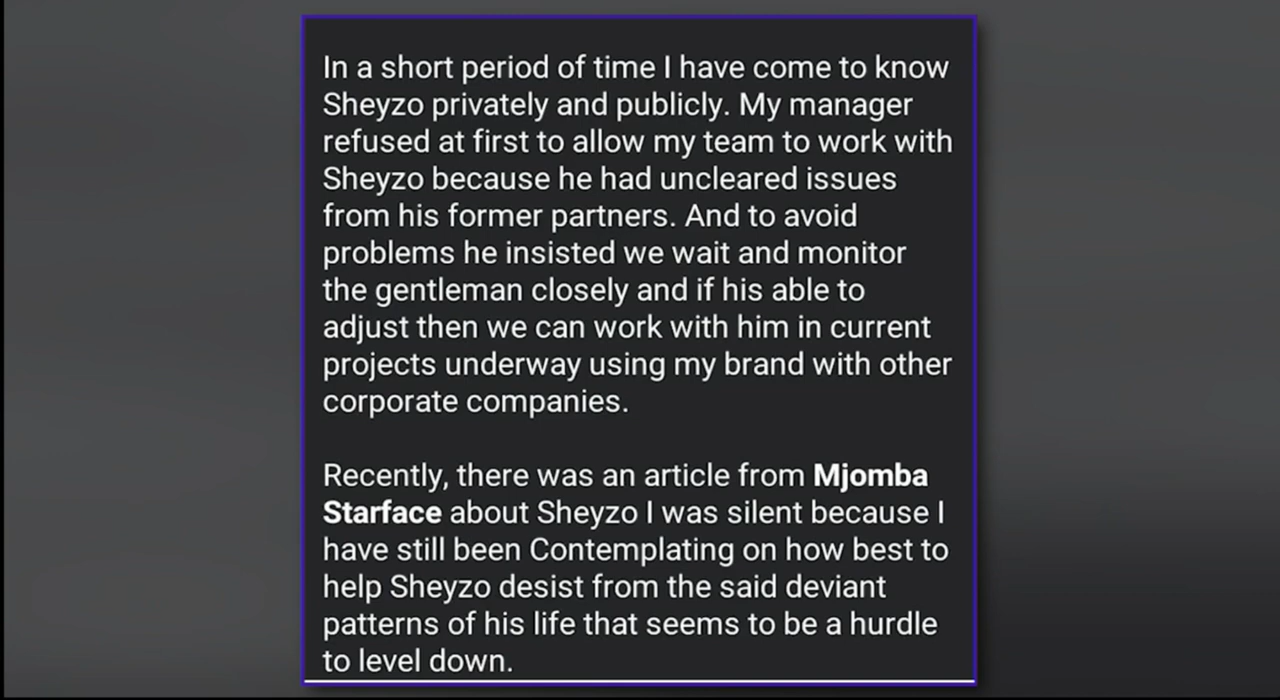 In a short period of time I have come to know
Sheyzo privately and publicly. My manager
refused at first to allow my team to work with
Sheyzo because he had uncleared issues
from his former partners. And to avoid
problems he insisted we wait and monitor
the gentleman closely and if his able to
adjust then we can work with him in current
projects underway using my brand with other
corporate companies.
Recently, there was an article from Mjomba
Starface about Sheyzo I was silent because I
have still been Contemplating on how best to
help Sheyzo desist from the said deviant
patterns of his life that seems to be a hurdle
to level down.